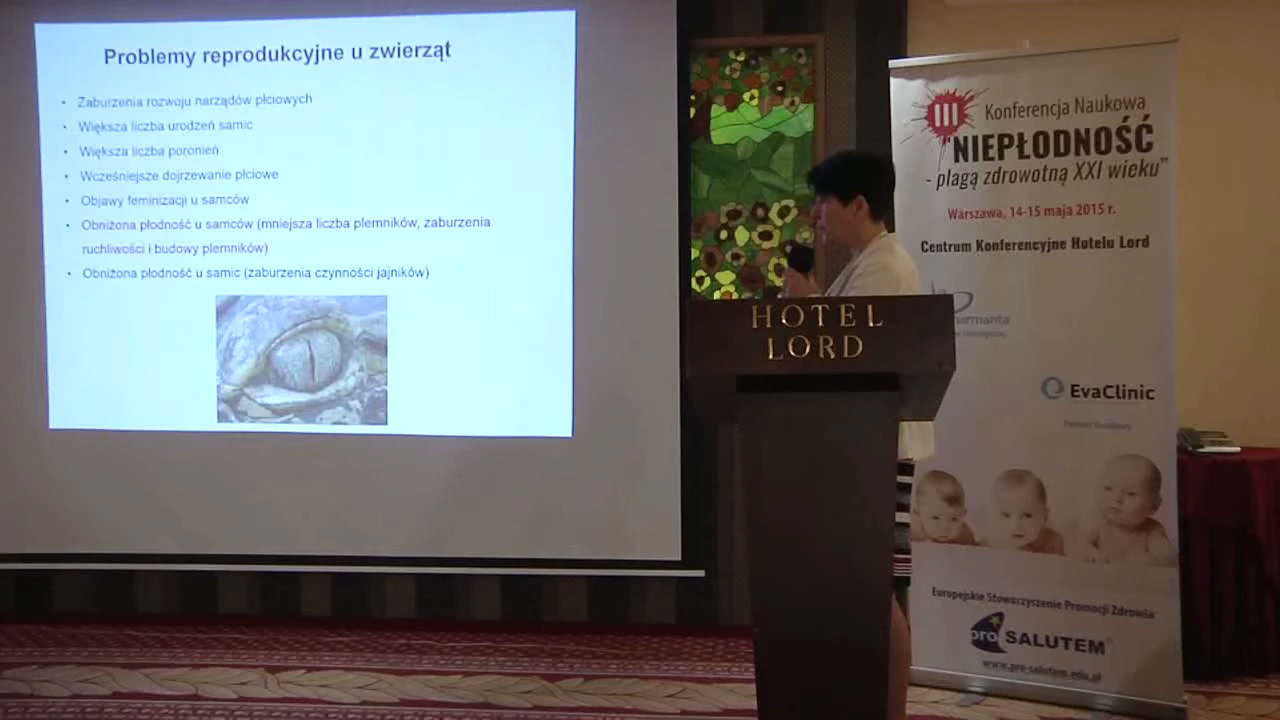 Problemy reprodukcyjne u zwierząt
• Zaburzenia rozwoju narządów płciowych
• Większa liczba urodzeń samic
• Większa liczba poronień
• Wcześniejsze dojrzewanie płciowe
• Objawy feminizacji u samców
• Obniżona płodność u samców (mniejsza liczba plemników, zaburzenia
ruchliwości i budowy plemników)
• Obniżona płodność u samic (zaburzenia czynności jajników)
HOTEL
LORD
III Konferencja Naukowa
"NIEPŁODNOŚĆ
- plagą zdrowotną XXI wieku"
Warszawa, 14-15 maja 2015 r.
Centrum Konferencyjne Hotelu Lord
EvaClinic
Europejskie Stowarzyszenie Promocji Zdrowia
pro SALUTEM®
www.pro-salutem.edu.pl